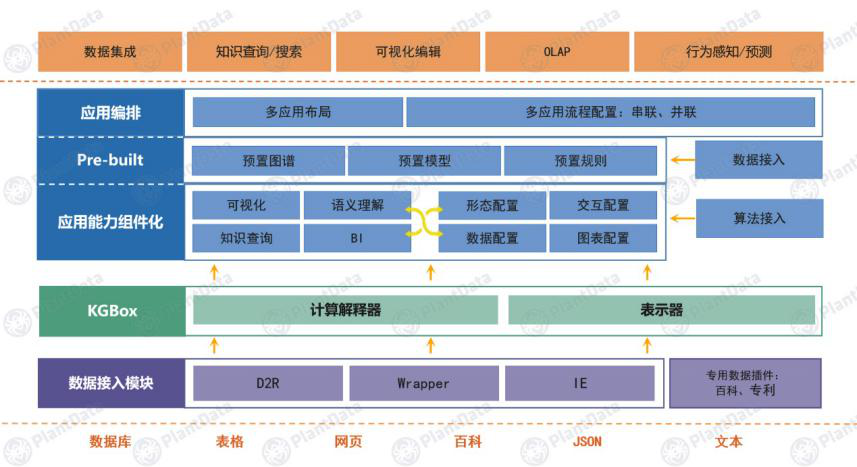 数据集成
知识查询/搜索
可视化编辑
OLAP
行为感知/预测
应用编排
多应用布局
多应用流程配置：串联、并联
Pre-built
预置图谱
预置模型
预置规则
数据接入
应用能力组件化
可视化
语义理解
形态配置
交互配置
算法接入
知识查询
BI
数据配置
图表配置
KGBox
计算解释器
表示器
数据接入模块
D2R
Wrapper
IE
专用数据插件：
百科、专利
数据库
表格
网页
百科
JSON
文本
PlantData